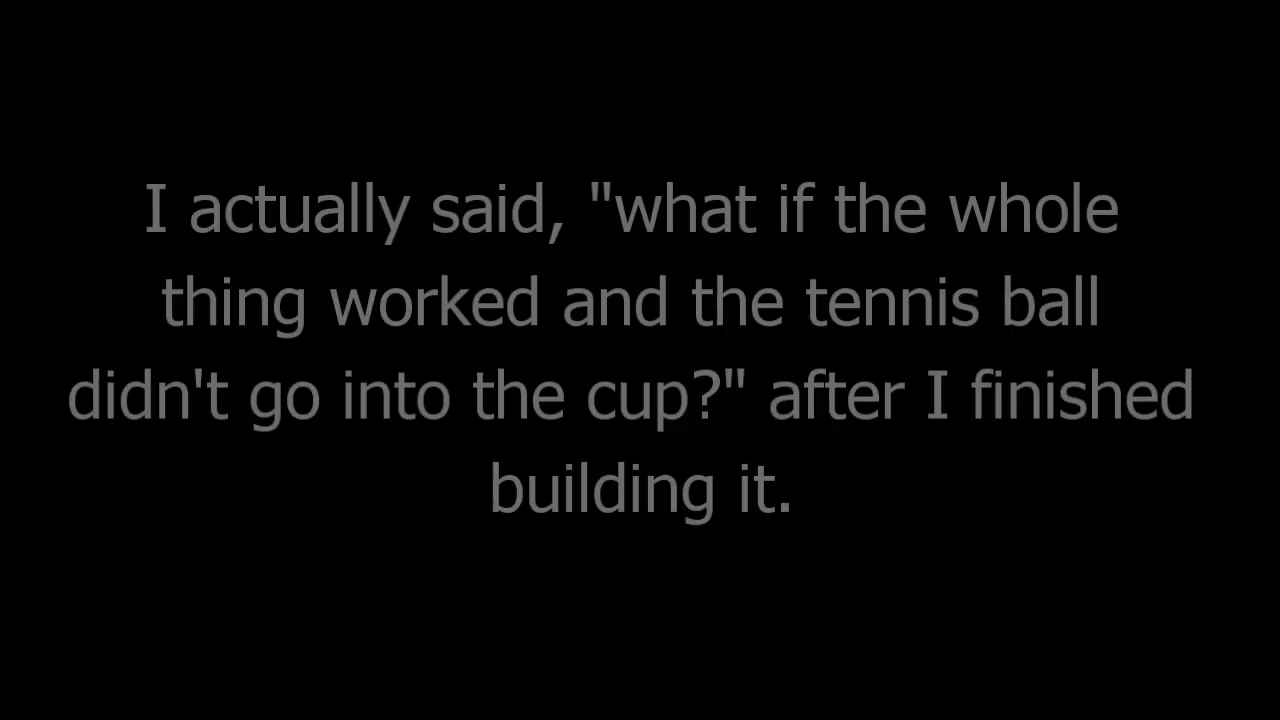 I actually said, "what if the whole
thing worked and the tennis ball
didn't go into the cup?" after I finished
building it.